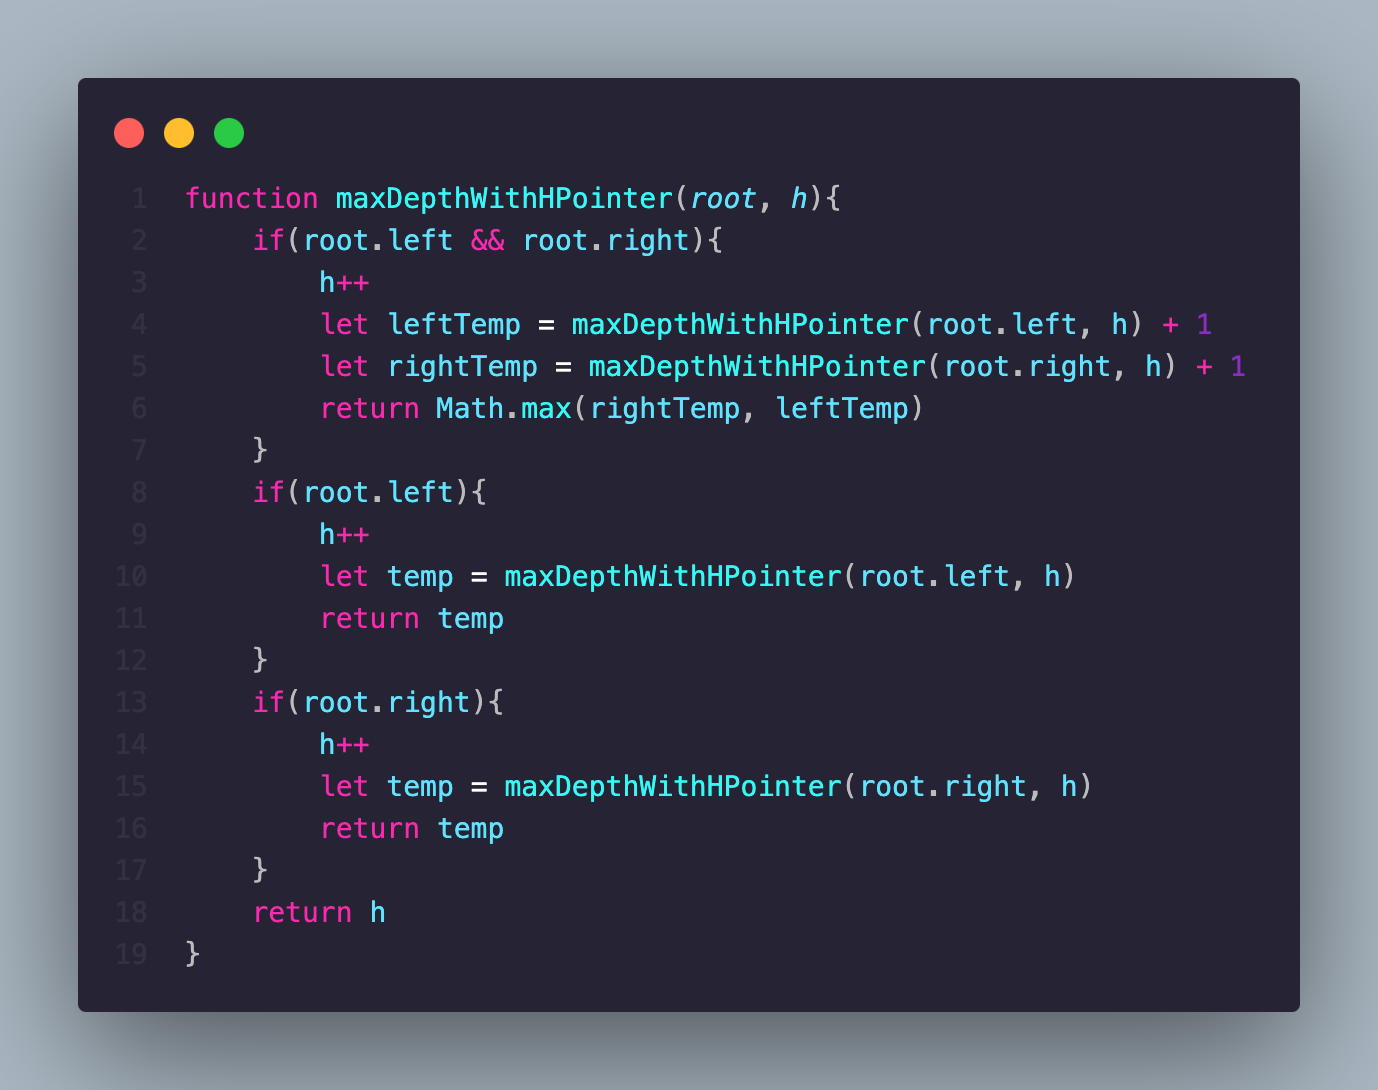 1 function maxDepthWithHPointer(root, h){
2     if(root.left && root.right){
3         h++
4         let leftTemp = maxDepthWithHPointer(root.left, h) + 1
5         let rightTemp = maxDepthWithHPointer(root.right, h) + 1
6         return Math.max(rightTemp, leftTemp)
7     }
8     if(root.left){
9         h++
10         let temp = maxDepthWithHPointer(root.left, h)
11         return temp
12     }
13     if(root.right){
14         h++
15         let temp = maxDepthWithHPointer(root.right, h)
16         return temp
17     }
18     return h
19 }